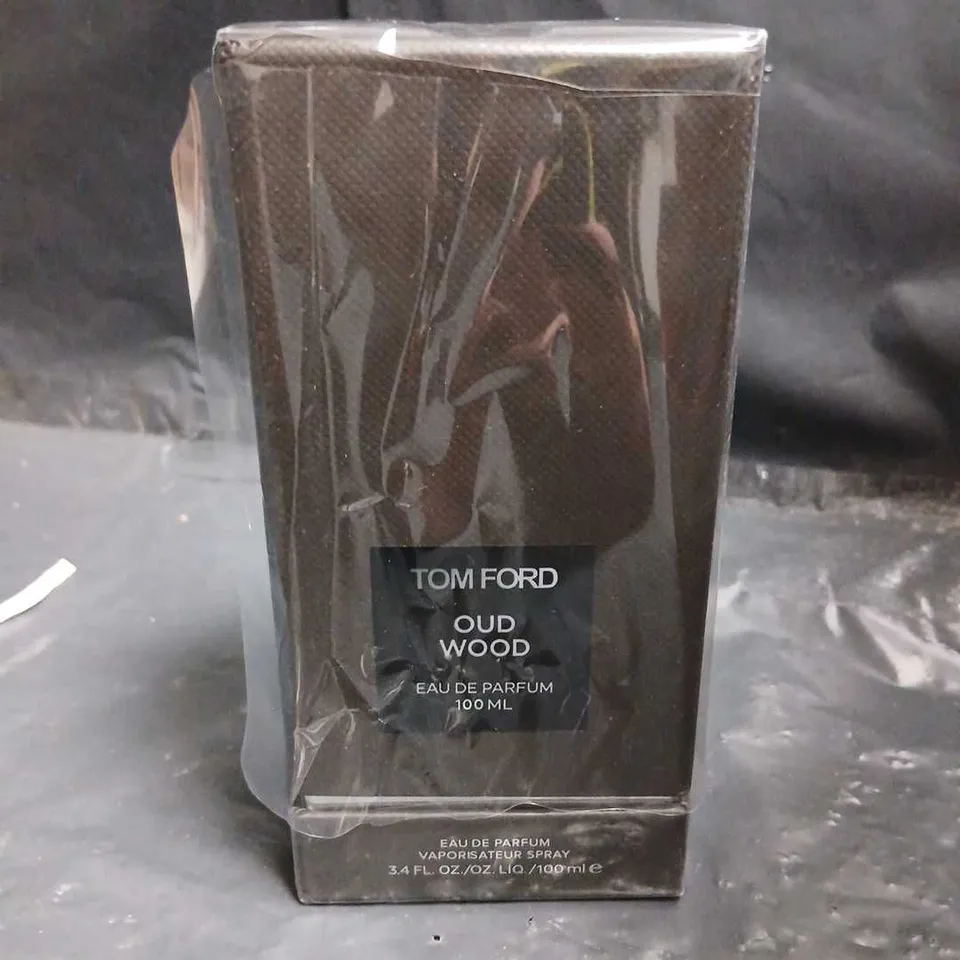 TOM FORD
OUD
WOOD
EAU DE PARFUM
100 ML
EAU DE PARFUM
VAPORISATEUR SPRAY
3.4 FL. OZ./OZ. LIQ./100 ml ℮